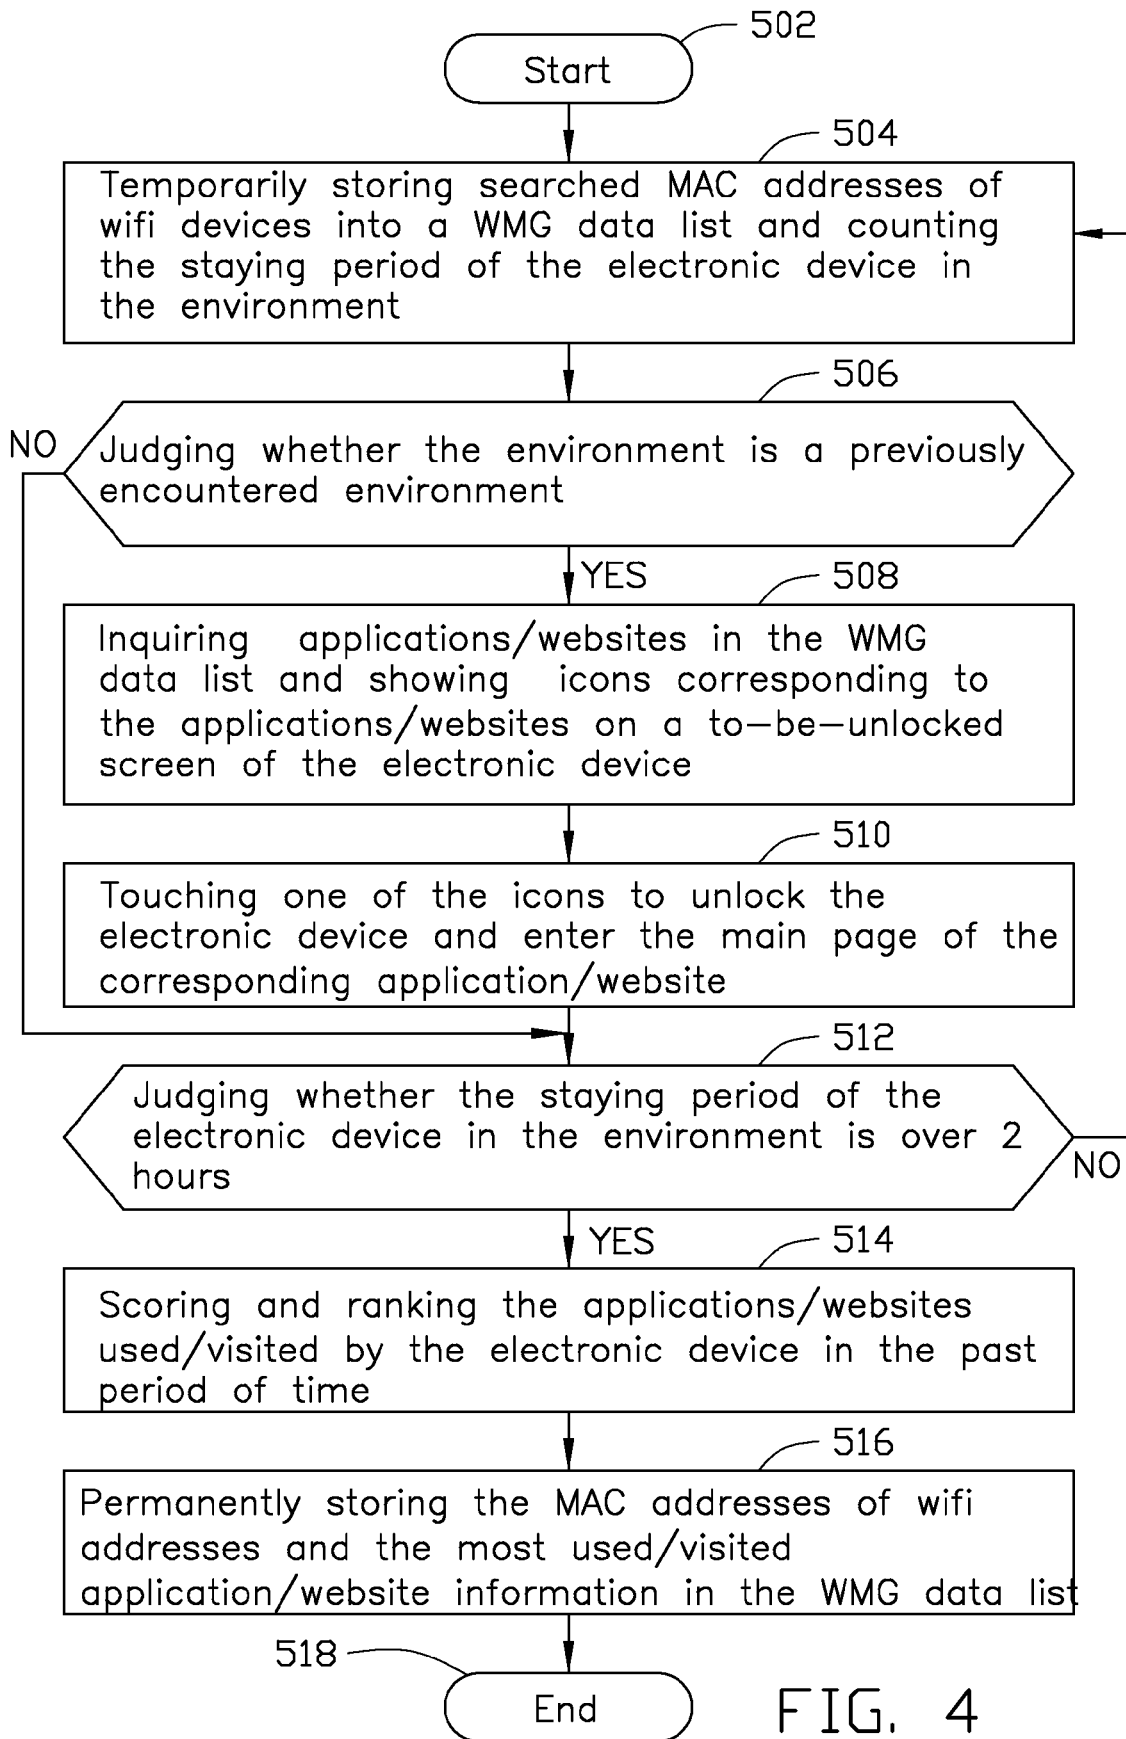 502
Start
504
Temporarily storing searched MAC addresses of
wifi devices into a WMG data list and counting
the staying period of the electronic device in
the environment
506
NO
Judging whether the environment is a previously
encountered environment
YES
508
Inquiring applications/websites in the WMG
data list and showing icons corresponding to
the applications/websites on a to-be-unlocked
screen of the electronic device
510
Touching one of the icons to unlock the
electronic device and enter the main page of the
corresponding application/website
512
Judging whether the staying period of the
electronic device in the environment is over 2
hours
NO
YES
514
Scoring and ranking the applications/websites
used/visited by the electronic device in the past
period of time
516
Permanently storing the MAC addresses of wifi
addresses and the most used/visited
application/website information in the WMG data list
518
End
FIG. 4